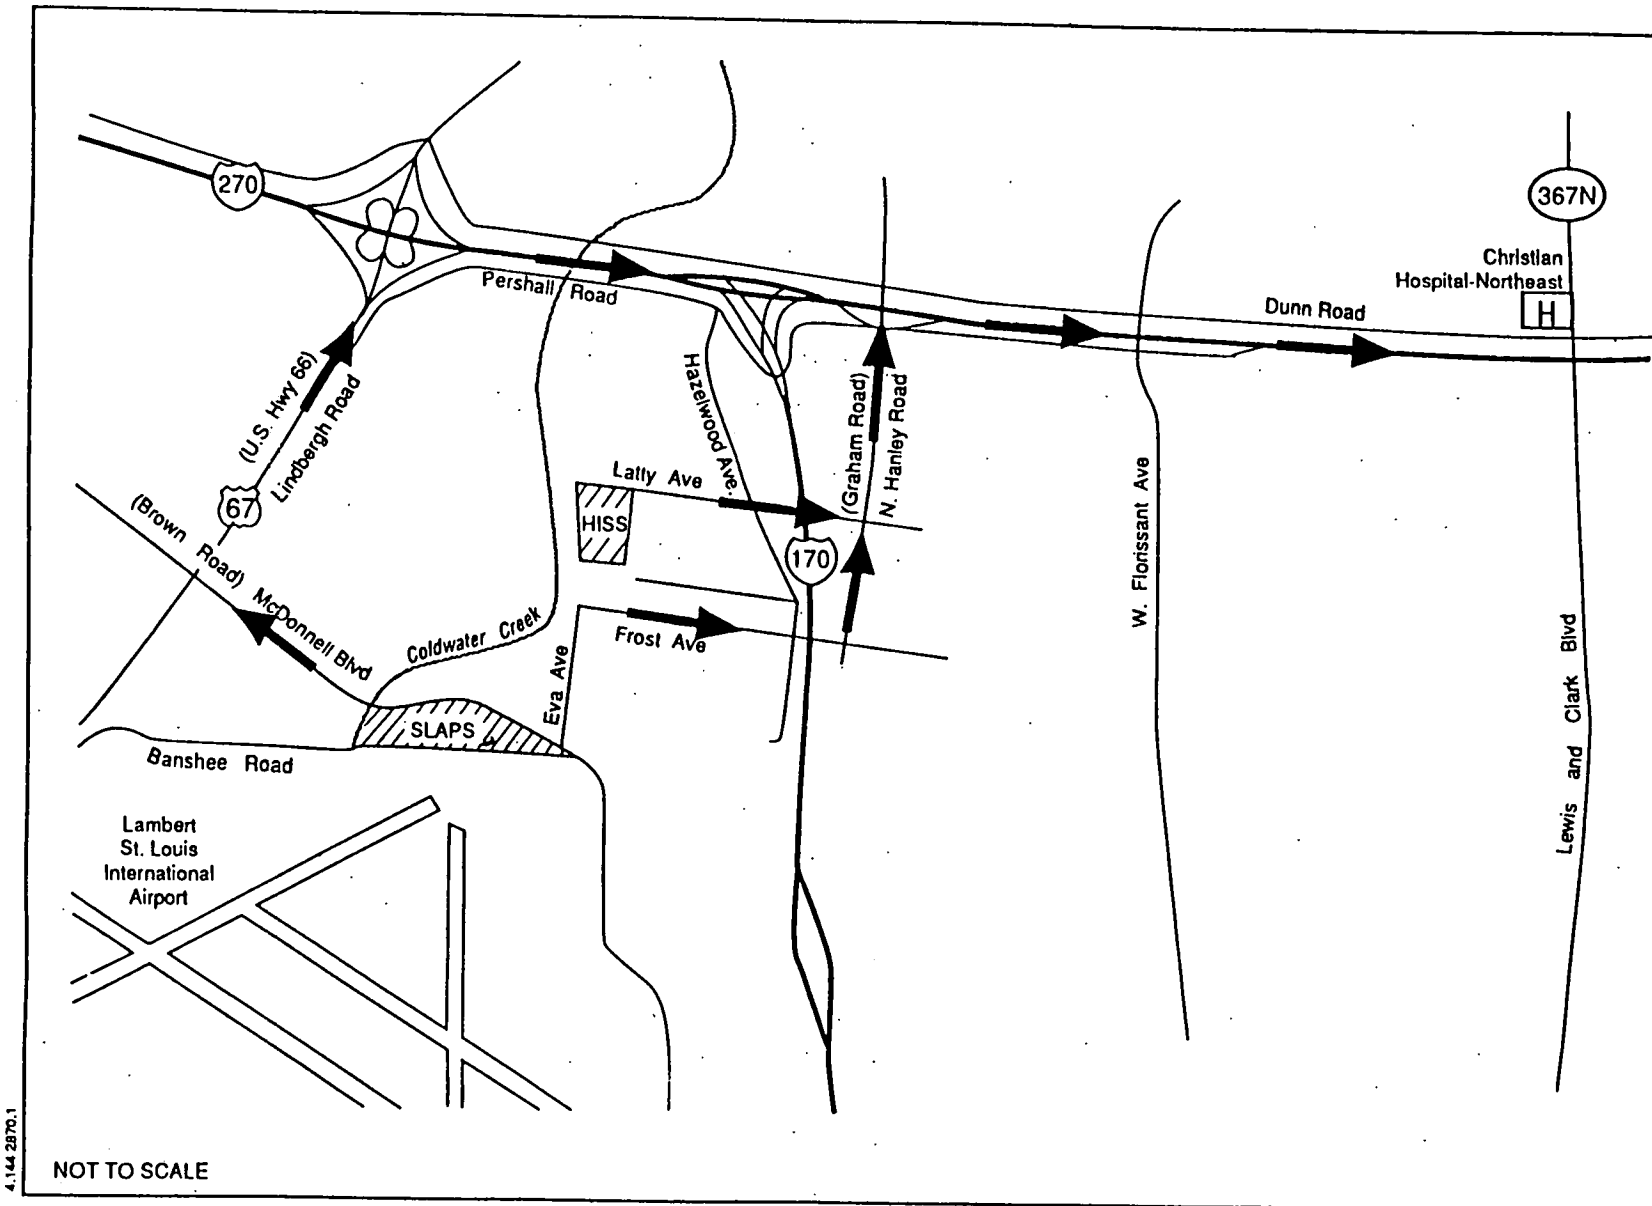 270
367N
Christian
Hospital-Northeast
H
Pershall Road
Dunn Road
(U.S. Hwy 66)
Lindbergh Road
67
Hazelwood Ave.
(Graham Road)
N. Hanley Road
Latty Ave
HISS
170
W. Florissant Ave
(Brown Road) McDonnell Blvd
Coldwater Creek
Frost Ave
Eva Ave
SLAPS
Banshee Road
Lewis and Clark Blvd
Lambert
St. Louis
International
Airport
4.144 2870.1
NOT TO SCALE